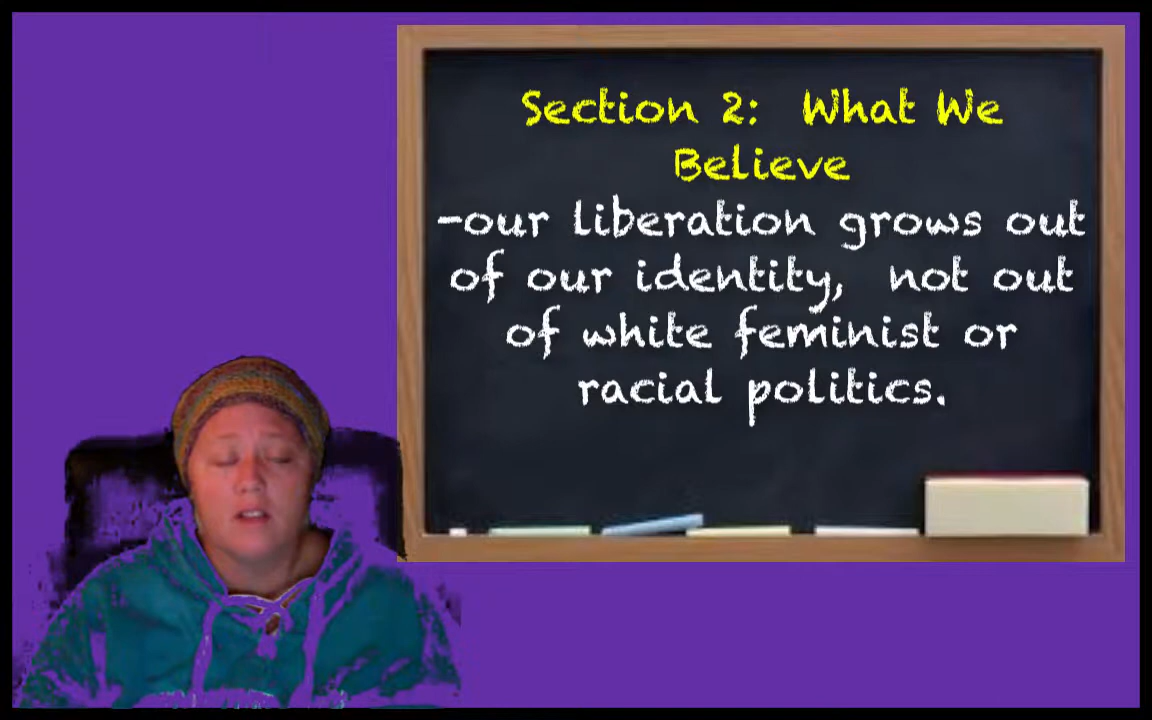 Section 2: What We
Believe
-our liberation grows out
of our identity, not out
of white feminist or
racial politics.